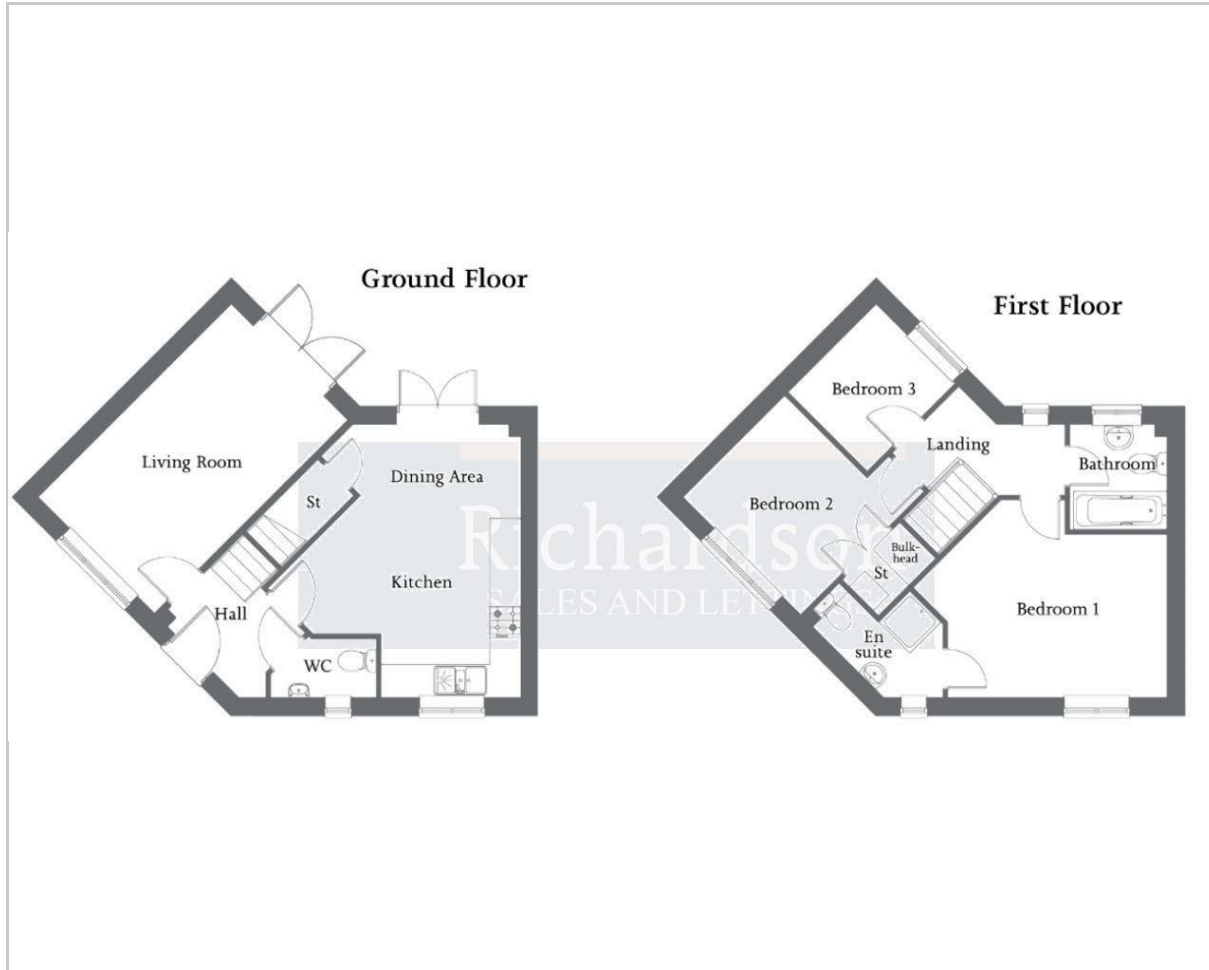 Ground Floor
Living Room
St
Dining Area
Kitchen
Hall
WC
First Floor
Bedroom 3
Landing
Bathroom
Bedroom 2
Bulk-
head
St
Bedroom 1
En
suite
Richardson
SALES AND LETTINGS